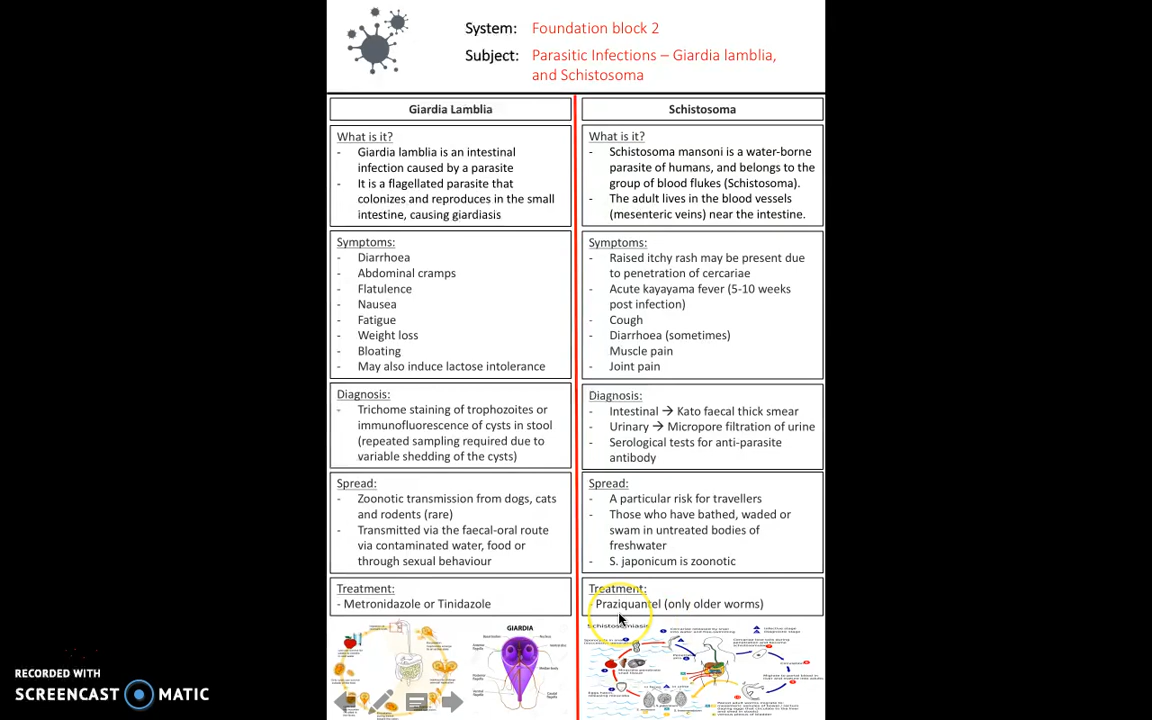 System: Foundation block 2
Subject: Parasitic Infections – Giardia lamblia,
and Schistosoma
Giardia Lamblia
What is it?
- Giardia lamblia is an intestinal
infection caused by a parasite
- It is a flagellated parasite that
colonizes and reproduces in the small
intestine, causing giardiasis
Symptoms:
- Diarrhoea
- Abdominal cramps
- Flatulence
- Nausea
- Fatigue
- Weight loss
- Bloating
- May also induce lactose intolerance
Diagnosis:
- Trichome staining of trophozoites or
immunofluorescence of cysts in stool
(repeated sampling required due to
variable shedding of the cysts)
Spread:
- Zoonotic transmission from dogs, cats
and rodents (rare)
- Transmitted via the faecal-oral route
via contaminated water, food or
through sexual behaviour
Treatment:
- Metronidazole or Tinidazole
GIARDIA
Schistosoma
What is it?
- Schistosoma mansoni is a water-borne
parasite of humans, and belongs to the
group of blood flukes (Schistosoma).
- The adult lives in the blood vessels
(mesenteric veins) near the intestine.
Symptoms:
- Raised itchy rash may be present due
to penetration of cercariae
- Acute kayayama fever (5-10 weeks
post infection)
- Cough
- Diarrhoea (sometimes)
Muscle pain
- Joint pain
Diagnosis:
- Intestinal → Kato faecal thick smear
- Urinary → Micropore filtration of urine
- Serological tests for anti-parasite
antibody
Spread:
- A particular risk for travellers
- Those who have bathed, waded or
swam in untreated bodies of
freshwater
- S. japonicum is zoonotic
Treatment:
- Praziquantel (only older worms)
Schistosomiasis
RECORDED WITH
SCREENCAST MATIC